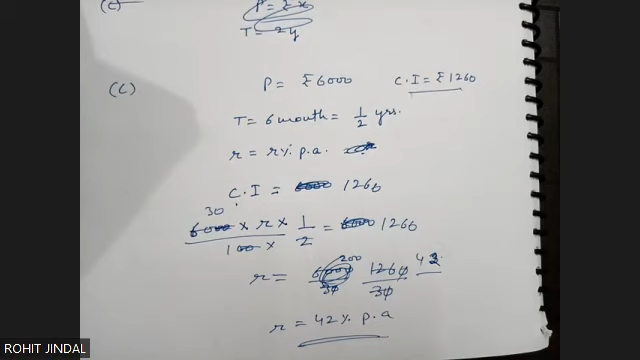 (c)
P = ₹ x
T = 2y
(C) P = ₹6000 C.I = ₹1260
T = 6 month = 1/2 yrs.
r = r% p.a.
C.I = 1260
30
6000 × r × 1/2 = 1260
100 ×
200 42
r = 6000 1260
30 30
r = 42% p.a
ROHIT JINDAL